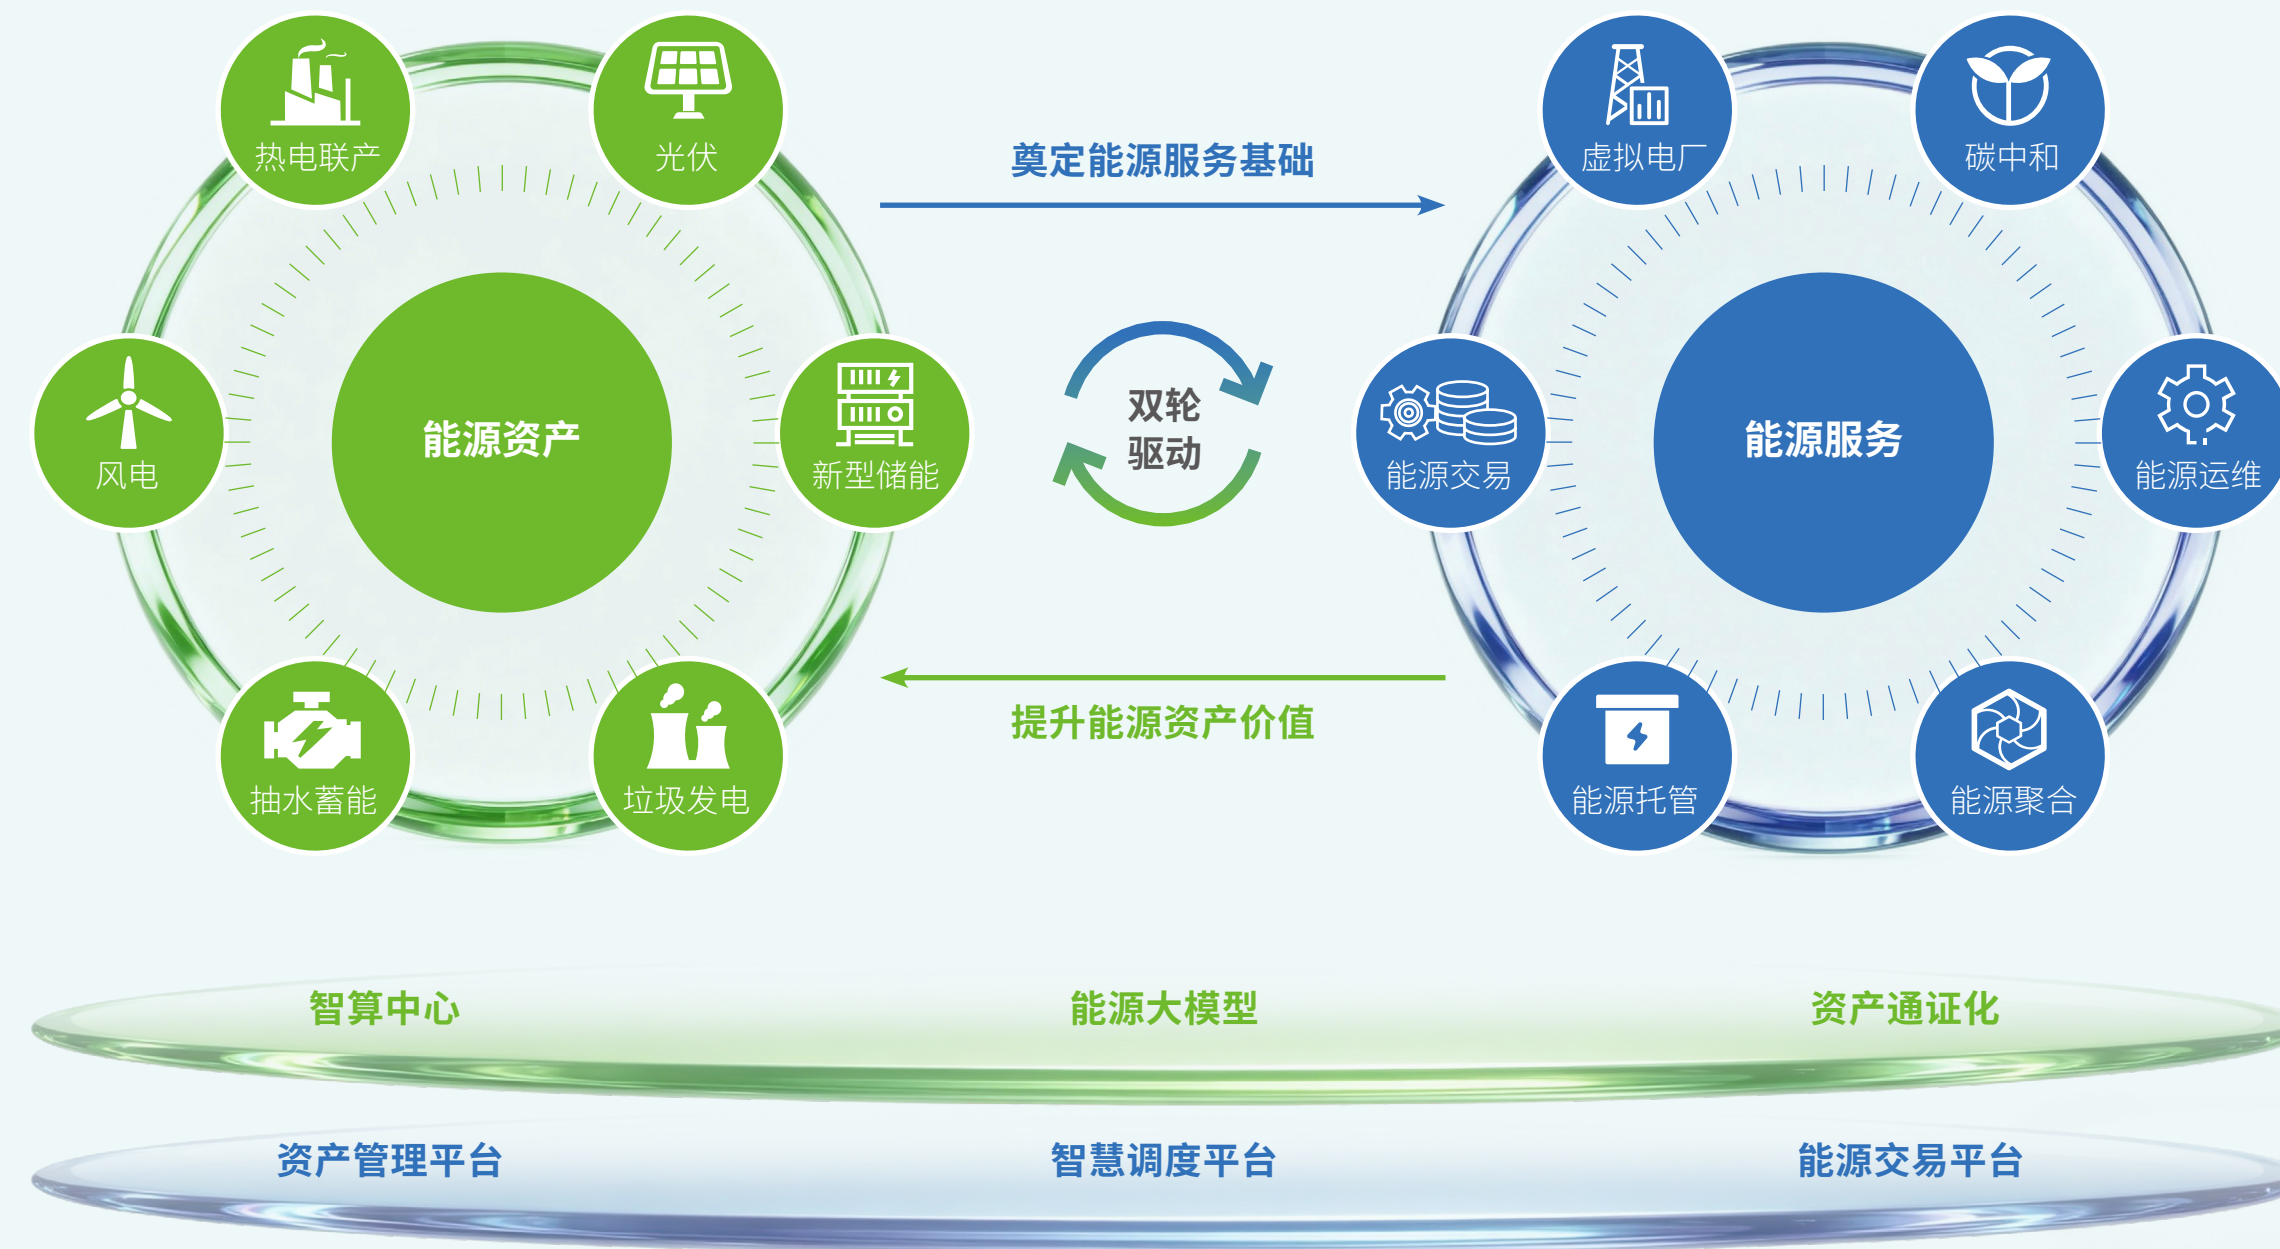 热电联产
光伏
风电
能源资产
新型储能
抽水蓄能
垃圾发电
奠定能源服务基础
双轮
驱动
提升能源资产价值
虚拟电厂
碳中和
能源交易
能源服务
能源运维
能源托管
能源聚合
智算中心
能源大模型
资产通证化
资产管理平台
智慧调度平台
能源交易平台